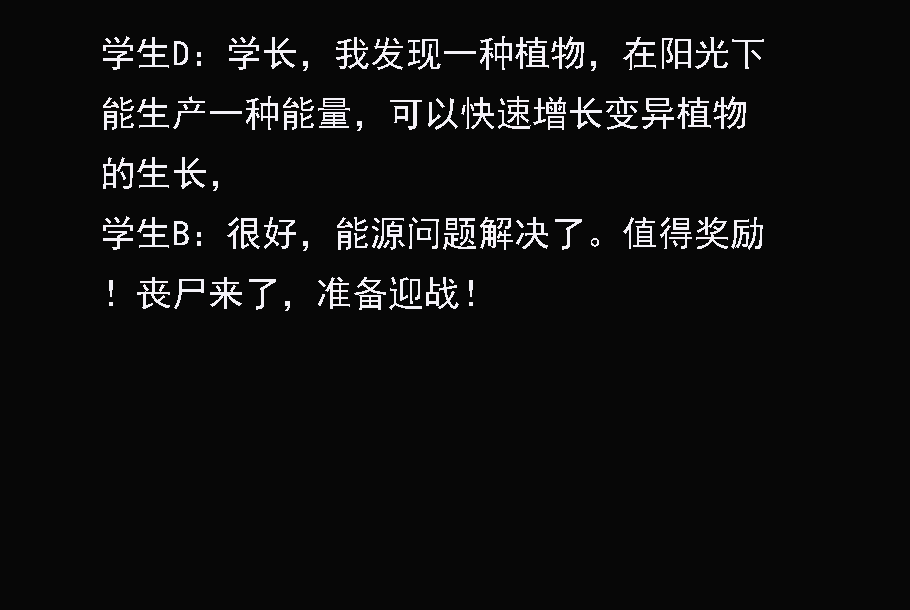 学生D：学长，我发现一种植物，在阳光下
能生产一种能量，可以快速增长变异植物
的生长，
学生B：很好，能源问题解决了。值得奖励
！丧尸来了，准备迎战！